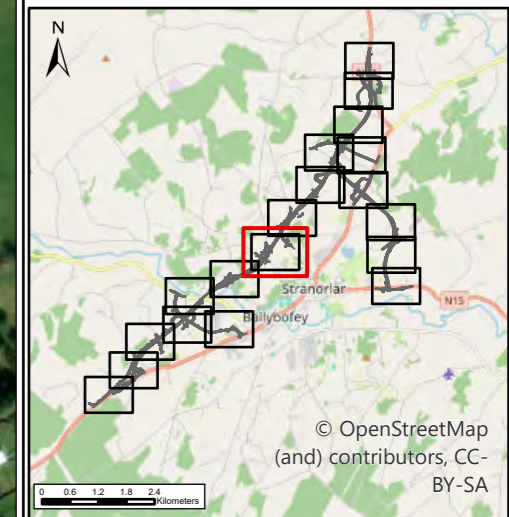 N
Stranorlar
Ballybofey
N15
© OpenStreetMap
(and) contributors, CC-
BY-SA
0 0.6 1.2 1.8 2.4
Kilometers